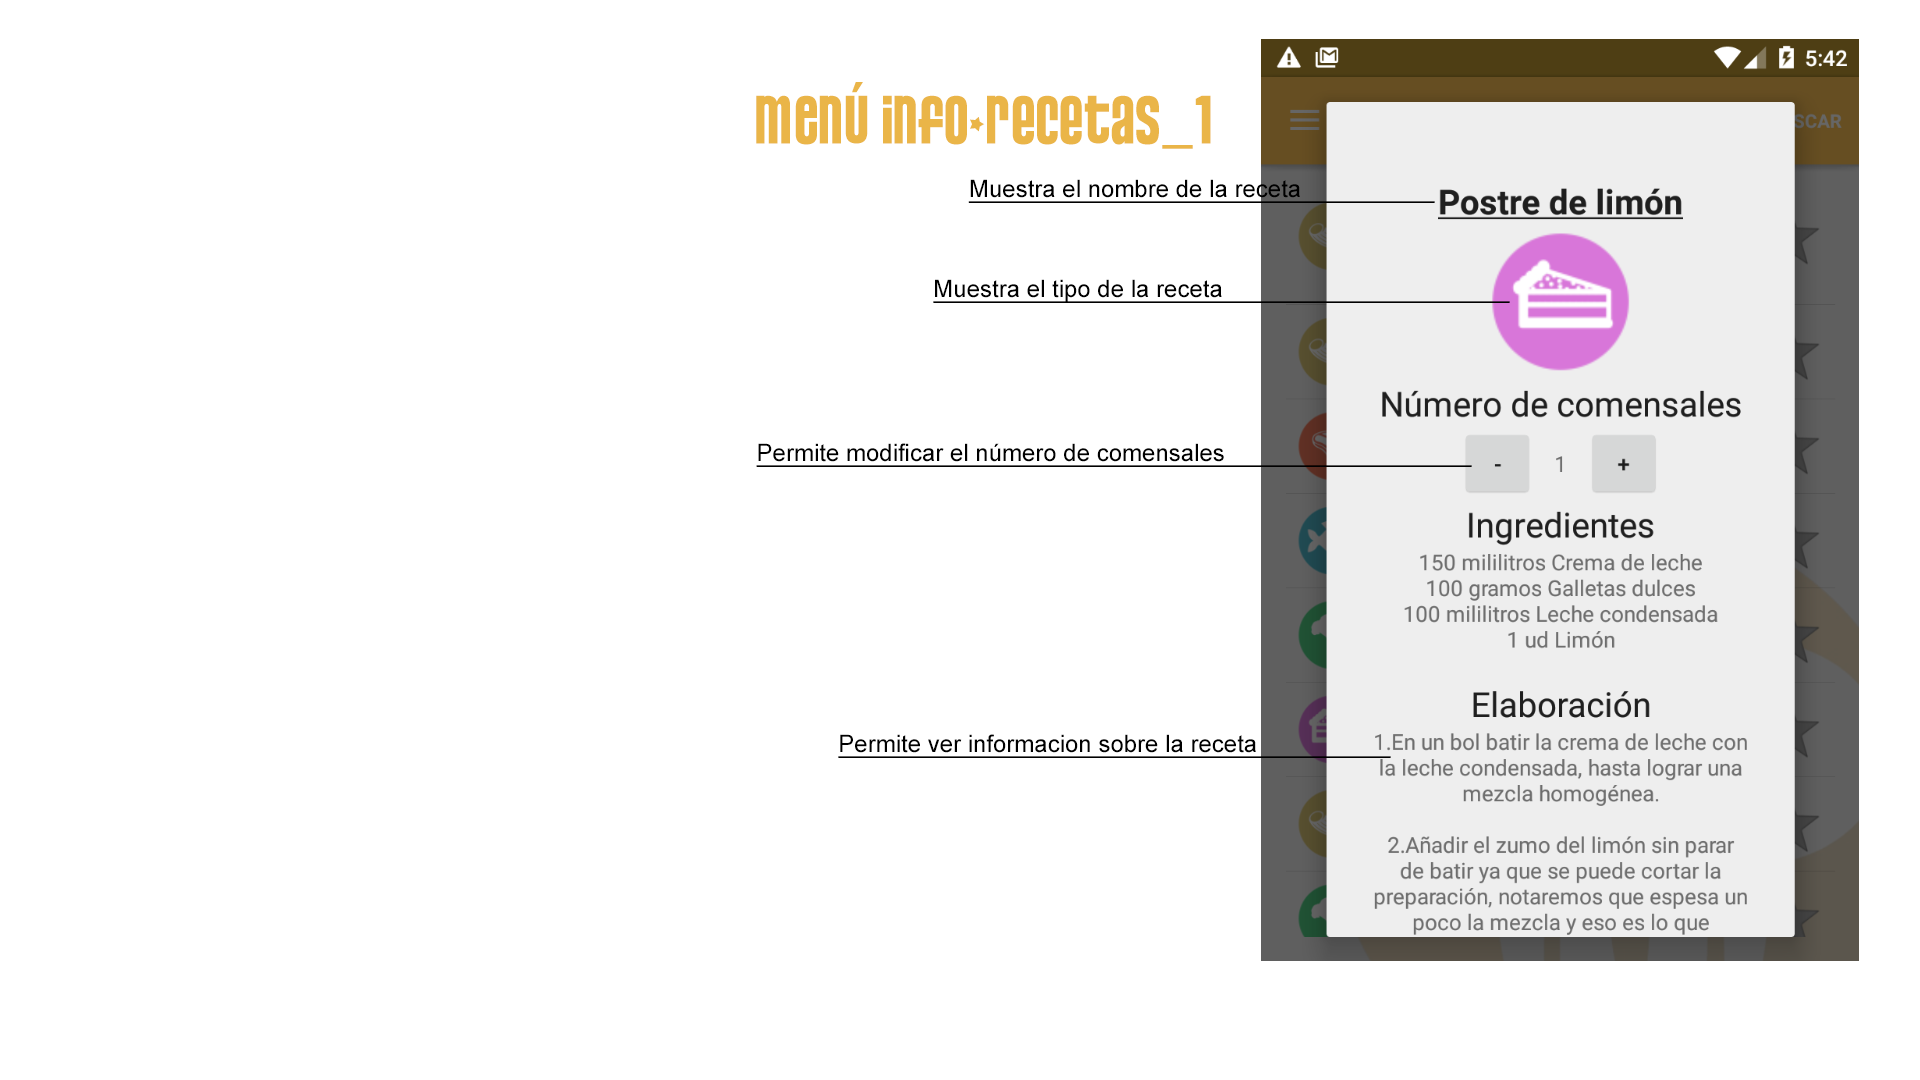 5:42
menú info★recetas_1
SCAR
Muestra el nombre de la receta
Postre de limón
Muestra el tipo de la receta
Número de comensales
Permite modificar el número de comensales
- 1 +
Ingredientes
150 mililitros Crema de leche
100 gramos Galletas dulces
100 mililitros Leche condensada
1 ud Limón
Elaboración
Permite ver informacion sobre la receta
1.En un bol batir la crema de leche con
la leche condensada, hasta lograr una
mezcla homogénea.
2.Añadir el zumo del limón sin parar
de batir ya que se puede cortar la
preparación, notaremos que espesa un
poco la mezcla y eso es lo que